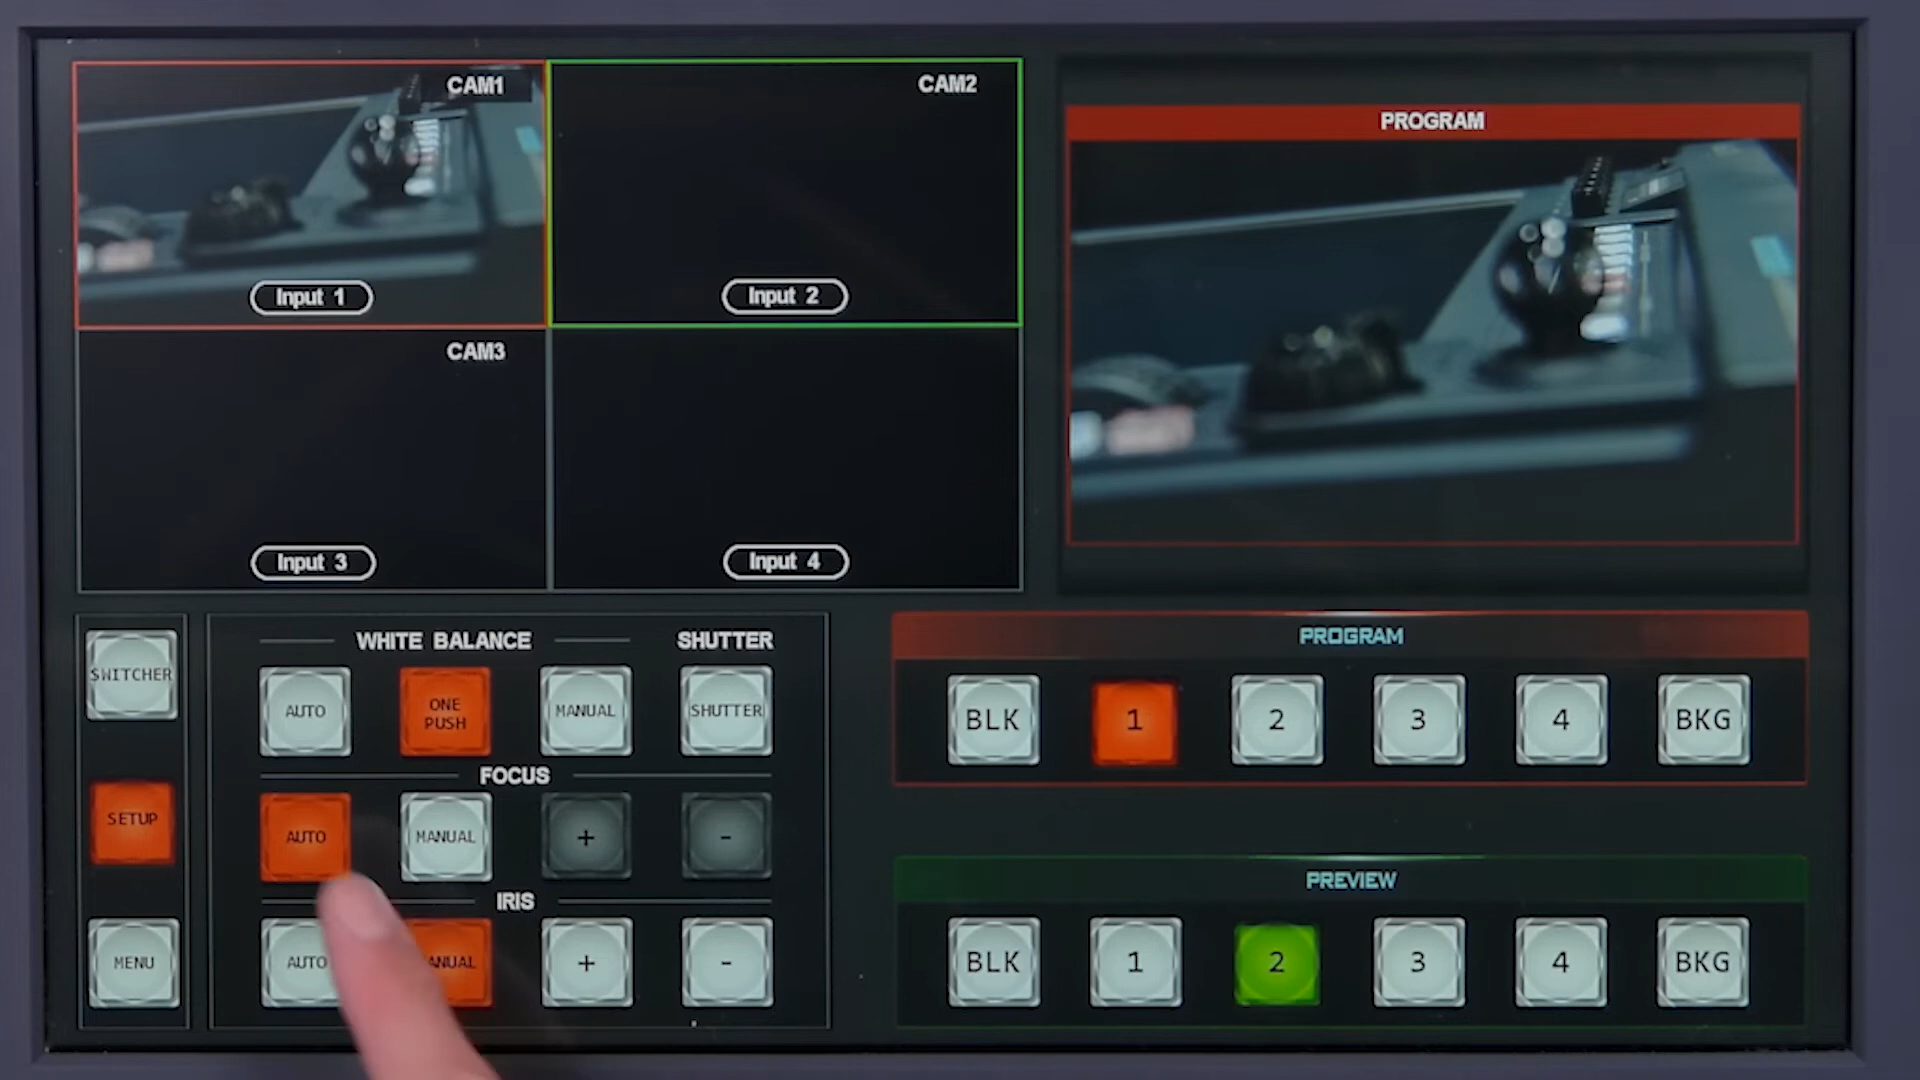 CAM1
CAM2
PROGRAM
Input 1
Input 2
CAM3
Input 3
Input 4
WHITE BALANCE
SHUTTER
PROGRAM
SWITCHER
AUTO
ONE PUSH
MANUAL
SHUTTER
BLK
1
2
3
4
BKG
FOCUS
SETUP
AUTO
MANUAL
+
-
IRIS
PREVIEW
MENU
AUTO
ANUAL
+
-
BLK
1
2
3
4
BKG